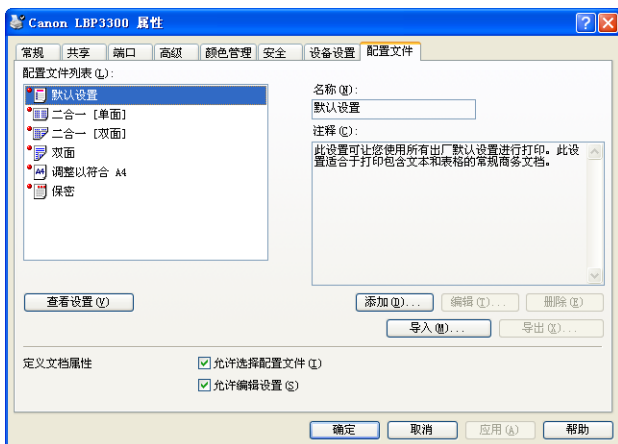 Canon LBP3300 属性
常规 共享 端口 高级 颜色管理 安全 设备设置 配置文件
配置文件列表(L):
默认设置
二合一 [单面]
二合一 [双面]
双面
A4 调整以符合 A4
保密
名称(N):
默认设置
注释(C):
此设置可让您使用所有出厂默认设置进行打印。此设
置适合于打印包含文本和表格的常规商务文档。
查看设置(V) 添加(D)... 编辑(T)... 删除(E)
导入(M)... 导出(X)...
定义文档属性 允许选择配置文件(I)
允许编辑设置(S)
确定 取消 应用(A) 帮助